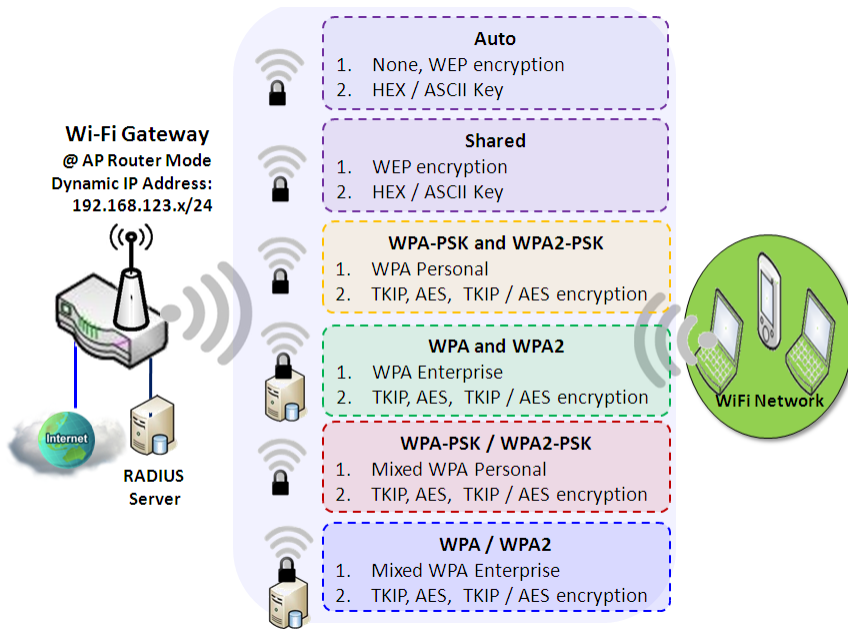 Wi-Fi Gateway
@ AP Router Mode
Dynamic IP Address:
192.168.123.x/24
Internet
RADIUS
Server
Auto
1. None, WEP encryption
2. HEX / ASCII Key
Shared
1. WEP encryption
2. HEX / ASCII Key
WPA-PSK and WPA2-PSK
1. WPA Personal
2. TKIP, AES, TKIP / AES encryption
WPA and WPA2
1. WPA Enterprise
2. TKIP, AES, TKIP / AES encryption
WPA-PSK / WPA2-PSK
1. Mixed WPA Personal
2. TKIP, AES, TKIP / AES encryption
WPA / WPA2
1. Mixed WPA Enterprise
2. TKIP, AES, TKIP / AES encryption
WiFi Network